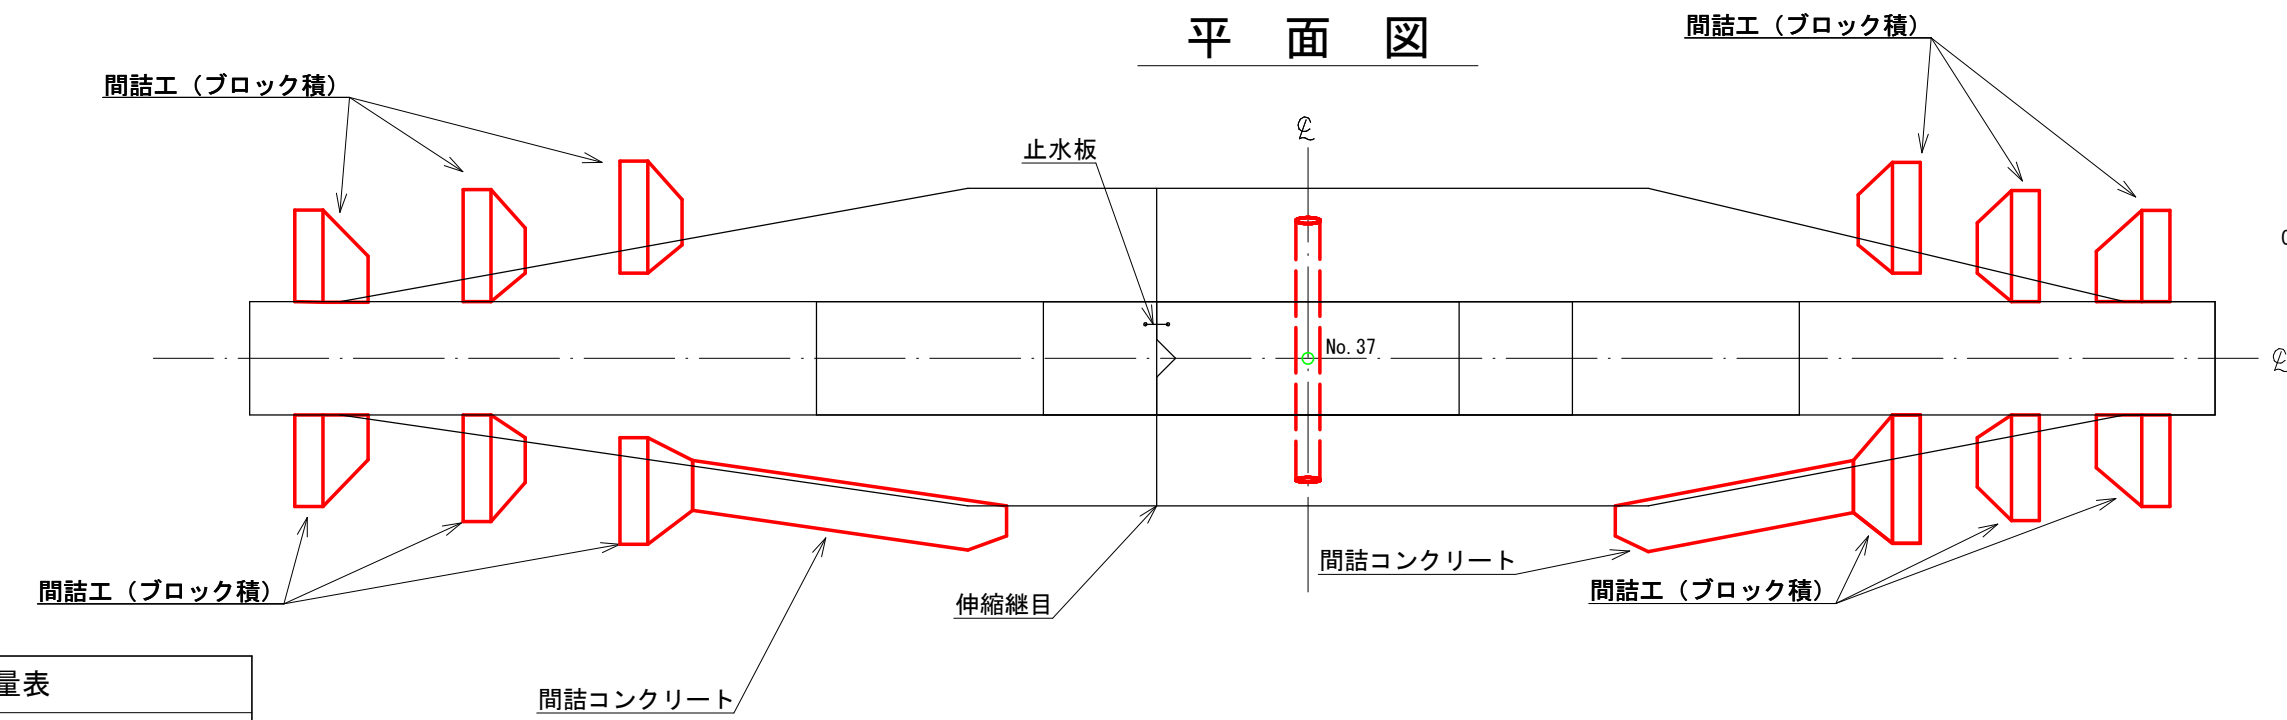 平 面 図
間詰工（ブロック積）
間詰工（ブロック積）
℄
止水板
No.37
℄
間詰コンクリート
間詰工（ブロック積）
間詰工（ブロック積）
伸縮継目
量表
間詰コンクリート